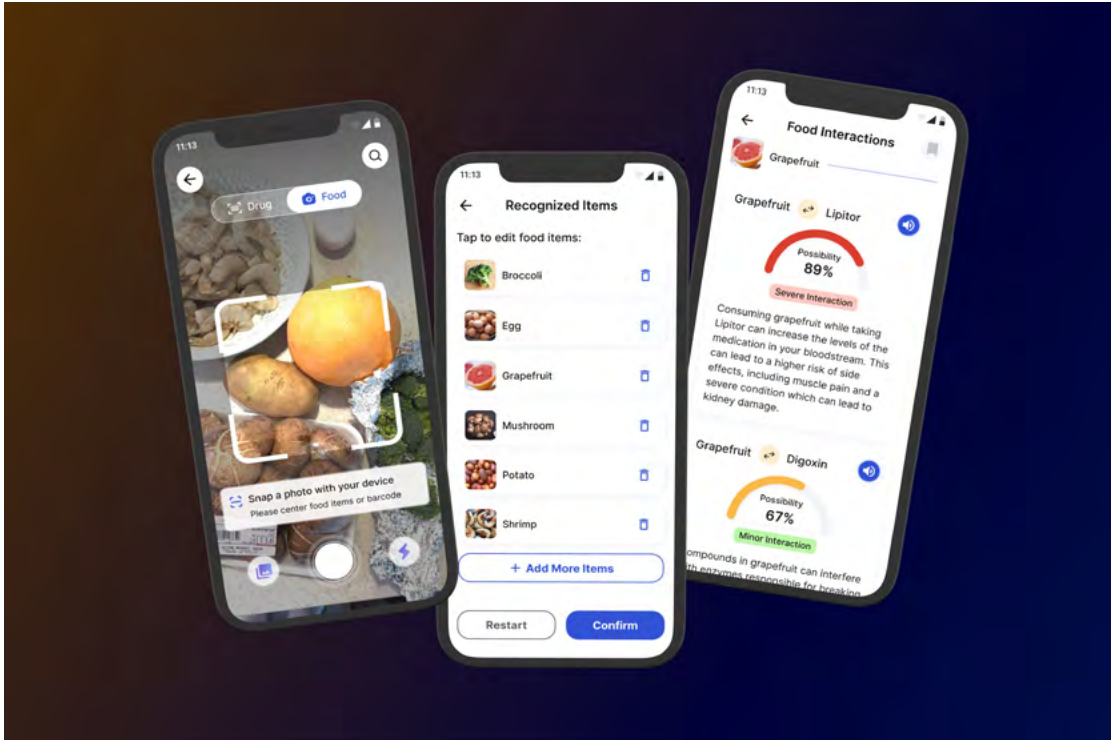 11:13
Drug
Food
Snap a photo with your device
Please center food items or barcode
11:13
Recognized Items
Tap to edit food items:
Broccoli
Egg
Grapefruit
Mushroom
Potato
Shrimp
+ Add More Items
Restart
Confirm
11:13
Food Interactions
Grapefruit
Grapefruit
Lipitor
Possibility
89%
Severe Interaction
Consuming grapefruit while taking
Lipitor can increase the levels of the
medication in your bloodstream. This
can lead to a higher risk of side
effects, including muscle pain and a
severe condition which can lead to
kidney damage.
Grapefruit
Digoxin
Possibility
67%
Minor Interaction
in grapefruit can interfere
enzymes responsible for breaking